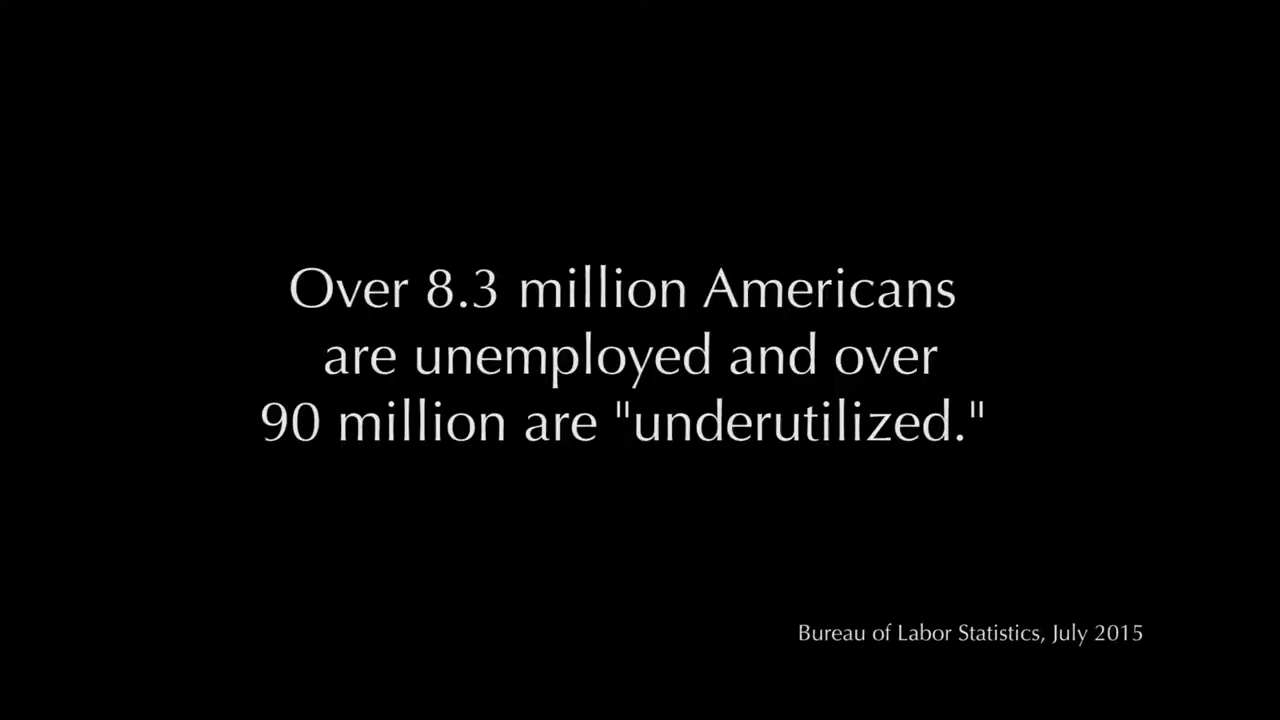 Over 8.3 million Americans
are unemployed and over
90 million are "underutilized."
Bureau of Labor Statistics, July 2015